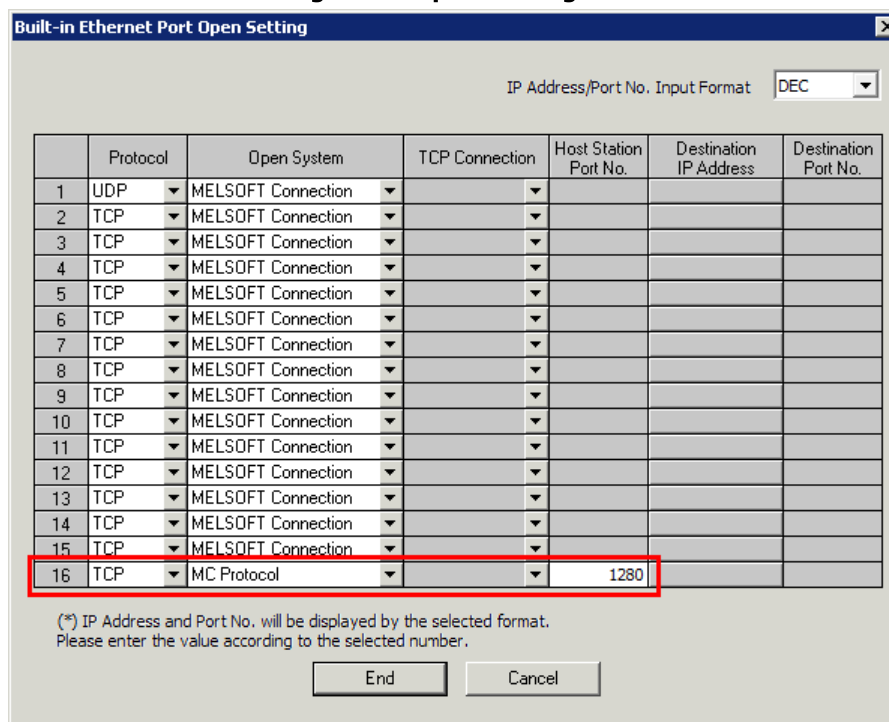 Built-in Ethernet Port Open Setting
IP Address/Port No. Input Format DEC
Protocol Open System TCP Connection Host Station Port No. Destination IP Address Destination Port No.
1 UDP MELSOFT Connection
2 TCP MELSOFT Connection
3 TCP MELSOFT Connection
4 TCP MELSOFT Connection
5 TCP MELSOFT Connection
6 TCP MELSOFT Connection
7 TCP MELSOFT Connection
8 TCP MELSOFT Connection
9 TCP MELSOFT Connection
10 TCP MELSOFT Connection
11 TCP MELSOFT Connection
12 TCP MELSOFT Connection
13 TCP MELSOFT Connection
14 TCP MELSOFT Connection
15 TCP MELSOFT Connection
16 TCP MC Protocol 1280
(*) IP Address and Port No. will be displayed by the selected format.
Please enter the value according to the selected number.
End Cancel